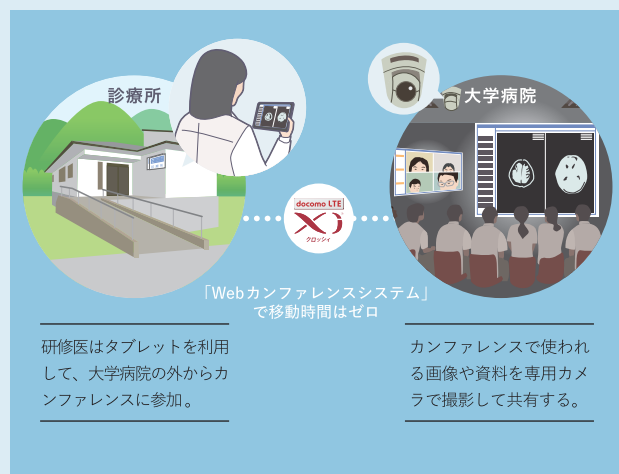 診療所
大学病院
docomo LTE
Xi
クロッシィ
「Webカンファレンスシステム」
で移動時間はゼロ
研修医はタブレットを利用
して、大学病院の外からカ
ンファレンスに参加。
カンファレンスで使われ
る画像や資料を専用カメ
ラで撮影して共有する。